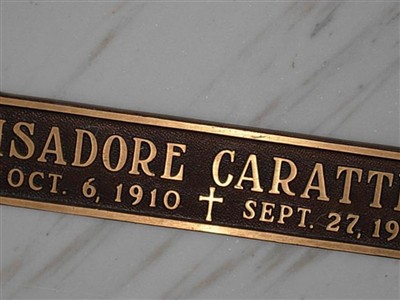 ISADORE CARATT
OCT. 6, 1910 † SEPT. 27, 19